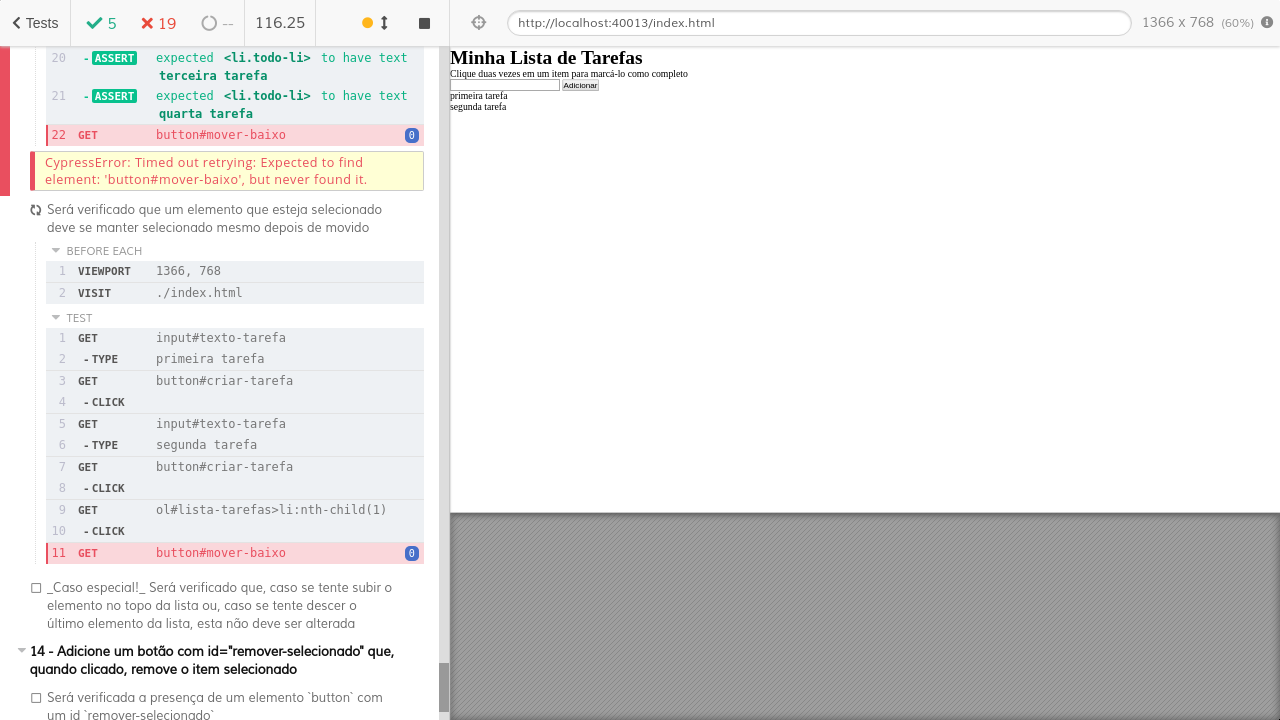 Tests 5 19 -- 116.25
http://localhost:40013/index.html 1366 x 768 (60%)
20 - ASSERT expected <li.todo-li> to have text
terceira tarefa
21 - ASSERT expected <li.todo-li> to have text
quarta tarefa
22 GET button#mover-baixo 0
CypressError: Timed out retrying: Expected to find
element: 'button#mover-baixo', but never found it.
Será verificado que um elemento que esteja selecionado
deve se manter selecionado mesmo depois de movido
BEFORE EACH
1 VIEWPORT 1366, 768
2 VISIT ./index.html
TEST
1 GET input#texto-tarefa
2 - TYPE primeira tarefa
3 GET button#criar-tarefa
4 - CLICK
5 GET input#texto-tarefa
6 - TYPE segunda tarefa
7 GET button#criar-tarefa
8 - CLICK
9 GET ol#lista-tarefas>li:nth-child(1)
10 - CLICK
11 GET button#mover-baixo 0
_Caso especial!_ Será verificado que, caso se tente subir o
elemento no topo da lista ou, caso se tente descer o
último elemento da lista, esta não deve ser alterada
14 - Adicione um botão com id="remover-selecionado" que,
quando clicado, remove o item selecionado
Será verificada a presença de um elemento `button` com
um id `remover-selecionado`
Minha Lista de Tarefas
Clique duas vezes em um item para marcá-lo como completo
Adicionar
primeira tarefa
segunda tarefa